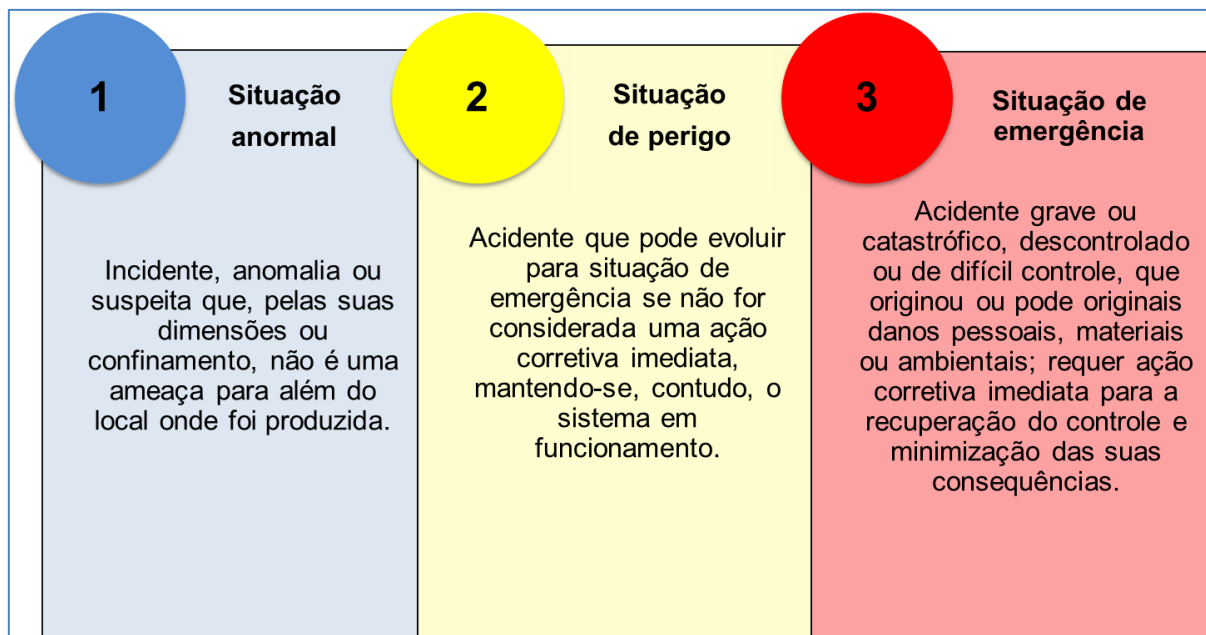 1
Situação
anormal
Incidente, anomalia ou
suspeita que, pelas suas
dimensões ou
confinamento, não é uma
ameaça para além do
local onde foi produzida.
2
Situação
de perigo
Acidente que pode evoluir
para situação de
emergência se não for
considerada uma ação
corretiva imediata,
mantendo-se, contudo, o
sistema em
funcionamento.
3
Situação de
emergência
Acidente grave ou
catastrófico, descontrolado
ou de difícil controle, que
originou ou pode originais
danos pessoais, materiais
ou ambientais; requer ação
corretiva imediata para a
recuperação do controle e
minimização das suas
consequências.